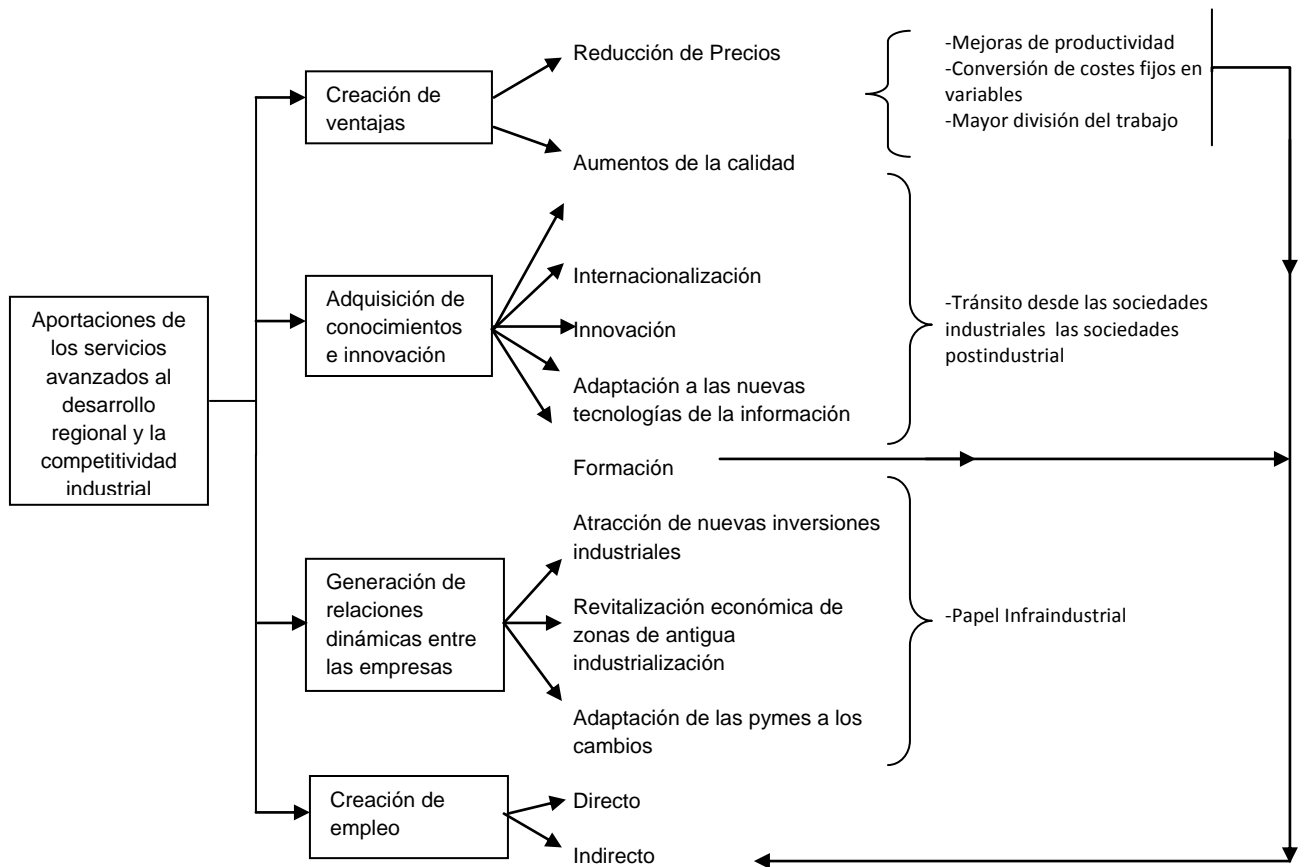 Aportaciones de
los servicios
avanzados al
desarrollo
regional y la
competitividad
industrial
Creación de
ventajas
Reducción de Precios
Aumentos de la calidad
-Mejoras de productividad
-Conversión de costes fijos en
variables
-Mayor división del trabajo
Adquisición de
conocimientos
e innovación
Internacionalización
Innovación
Adaptación a las nuevas
tecnologías de la información
Formación
-Tránsito desde las sociedades
industriales las sociedades
postindustrial
Generación de
relaciones
dinámicas entre
las empresas
Atracción de nuevas inversiones
industriales
Revitalización económica de
zonas de antigua
industrialización
Adaptación de las pymes a los
cambios
-Papel Infraindustrial
Creación de
empleo
Directo
Indirecto